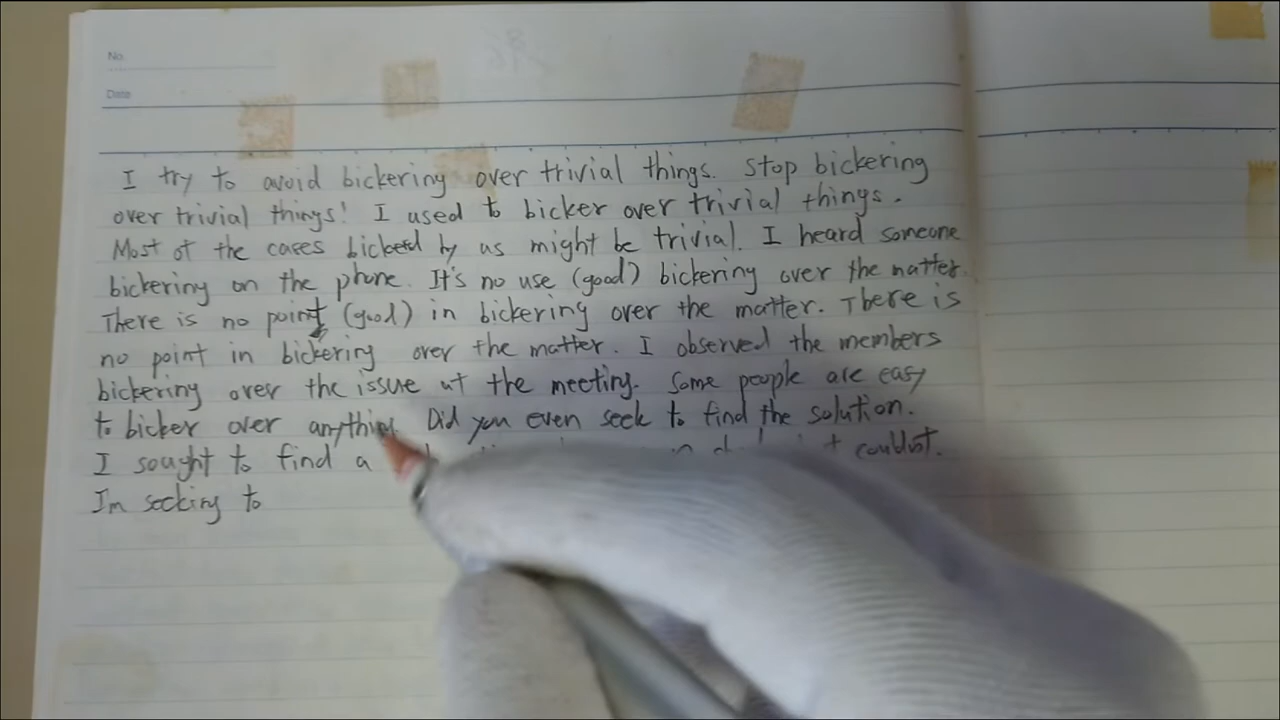 No.
Date
I try to avoid bickering over trivial things. Stop bickering
over trivial things! I used to bicker over trivial things.
Most of the cases bickered by us might be trivial. I heard someone
bickering on the phone. It's no use (good) bickering over the matter.
There is no point (good) in bickering over the matter. There is
no point in bickering over the matter. I observed the members
bickering over the issue at the meeting. Some people are easy
to bicker over anything. Did you even seek to find the solution.
I sought to find a couldn't.
I'm seeking to